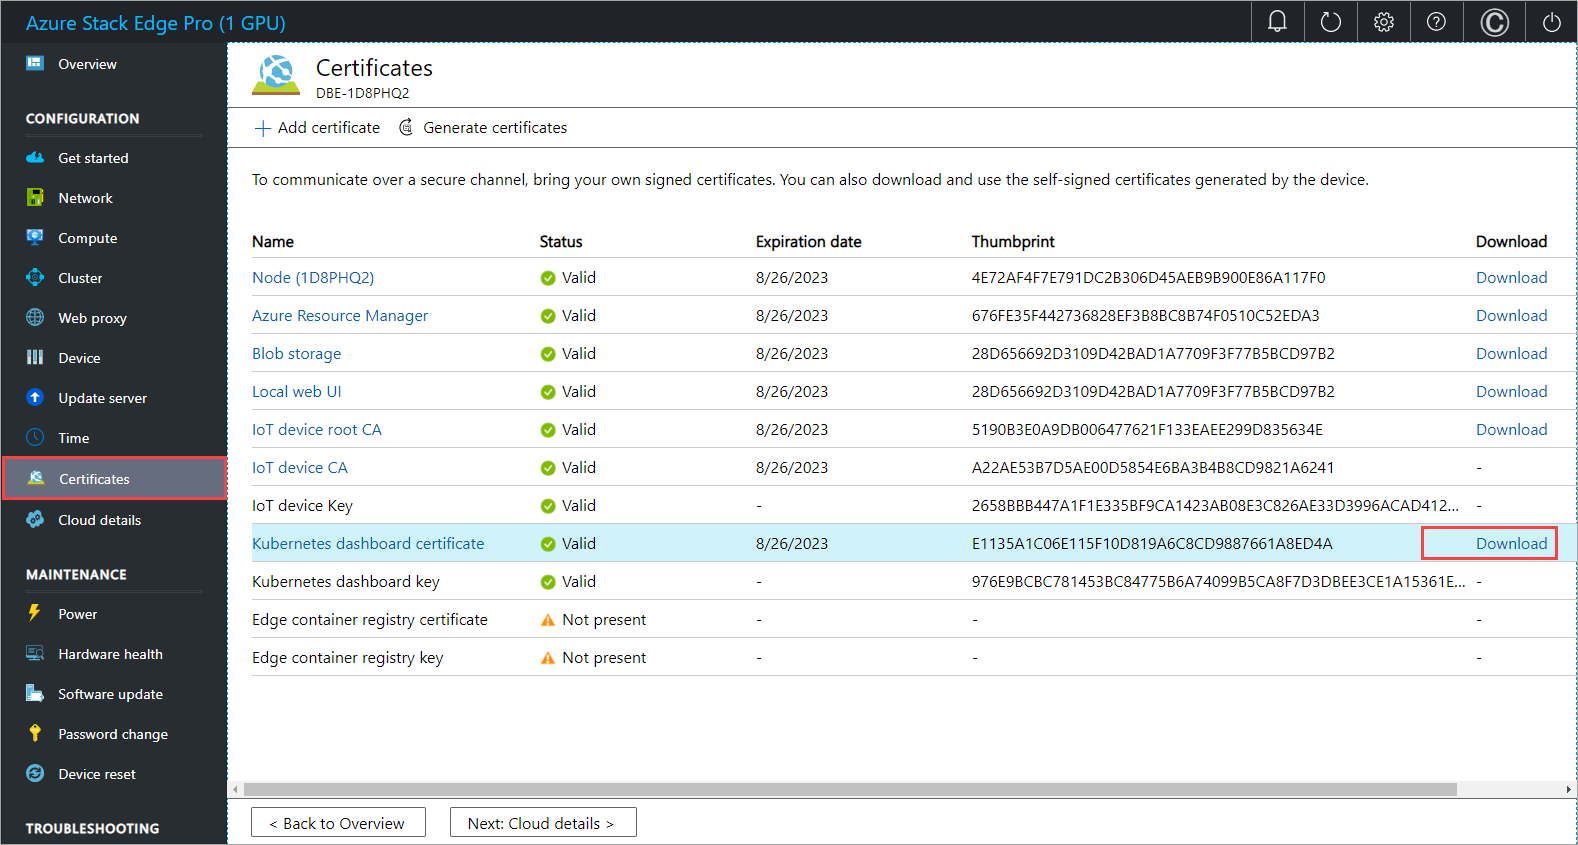 Azure Stack Edge Pro (1 GPU)
Overview
CONFIGURATION
Get started
Network
Compute
Cluster
Web proxy
Device
Update server
Time
Certificates
Cloud details
MAINTENANCE
Power
Hardware health
Software update
Password change
Device reset
TROUBLESHOOTING
Certificates
DBE-1D8PHQ2
Add certificate Generate certificates
To communicate over a secure channel, bring your own signed certificates. You can also download and use the self-signed certificates generated by the device.
Name Status Expiration date Thumbprint Download
Node (1D8PHQ2) Valid 8/26/2023 4E72AF4F7E791DC2B306D45AEB9B900E86A117F0 Download
Azure Resource Manager Valid 8/26/2023 676FE35F442736828EF3B8BC8B74F0510C52EDA3 Download
Blob storage Valid 8/26/2023 28D656692D3109D42BAD1A7709F3F77B5BCD97B2 Download
Local web UI Valid 8/26/2023 28D656692D3109D42BAD1A7709F3F77B5BCD97B2 Download
IoT device root CA Valid 8/26/2023 5190B3E0A9DB006477621F133EAEE299D835634E Download
IoT device CA Valid 8/26/2023 A22AE53B7D5AE00D5854E6BA3B4B8CD9821A6241 -
IoT device Key Valid - 2658BBB447A1F1E335BF9CA1423AB08E3C826AE33D3996ACAD412... -
Kubernetes dashboard certificate Valid 8/26/2023 E1135A1C06E115F10D819A6C8CD9887661A8ED4A Download
Kubernetes dashboard key Valid - 976E9BCBC781453BC84775B6A74099B5CA8F7D3DBEE3CE1A15361E... -
Edge container registry certificate Not present - - -
Edge container registry key Not present - - -
< Back to Overview Next: Cloud details >